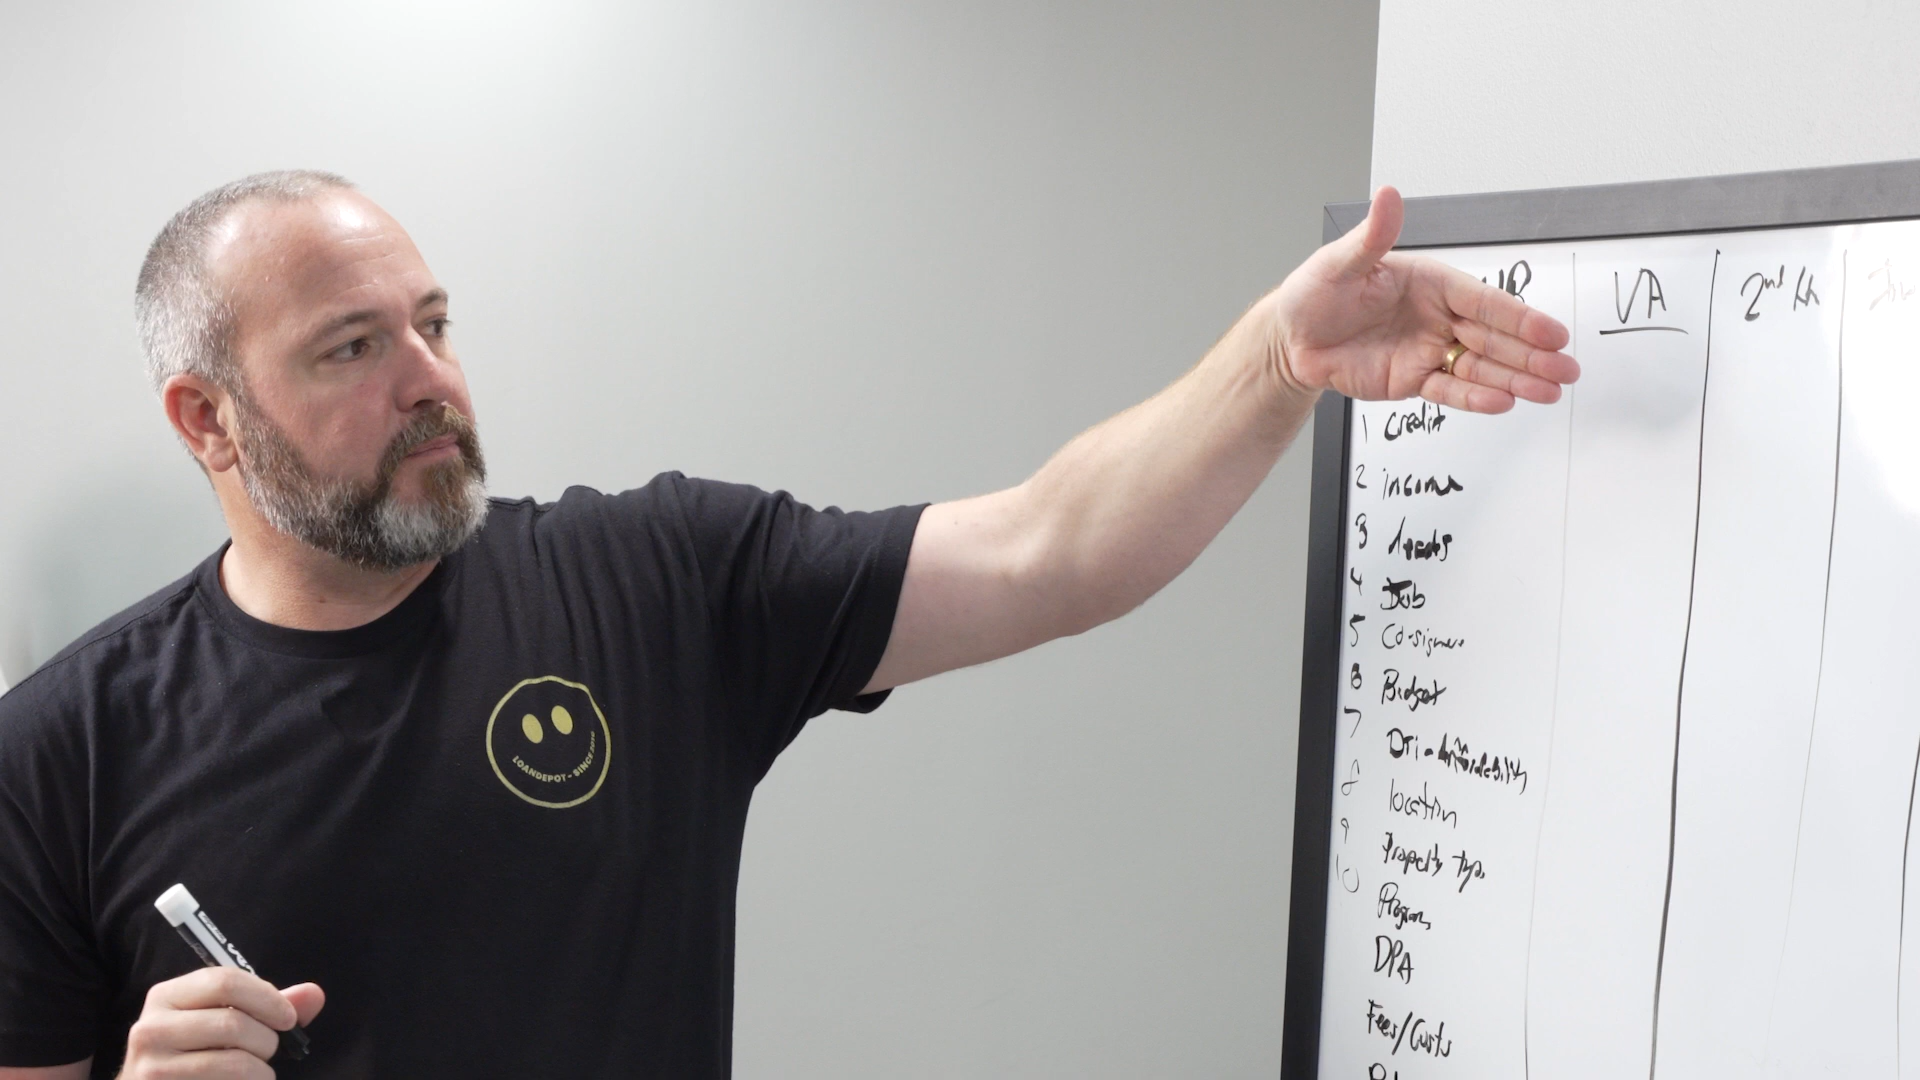 VA
2nd
1 Credit
2 income
3
4 Job
5 Co-signer
6 Budget
7 DTi - Affordability
8 location
9 Property type
10 Program
DPA
Fees/Costs
LOANDEPOT - SINCE 2010